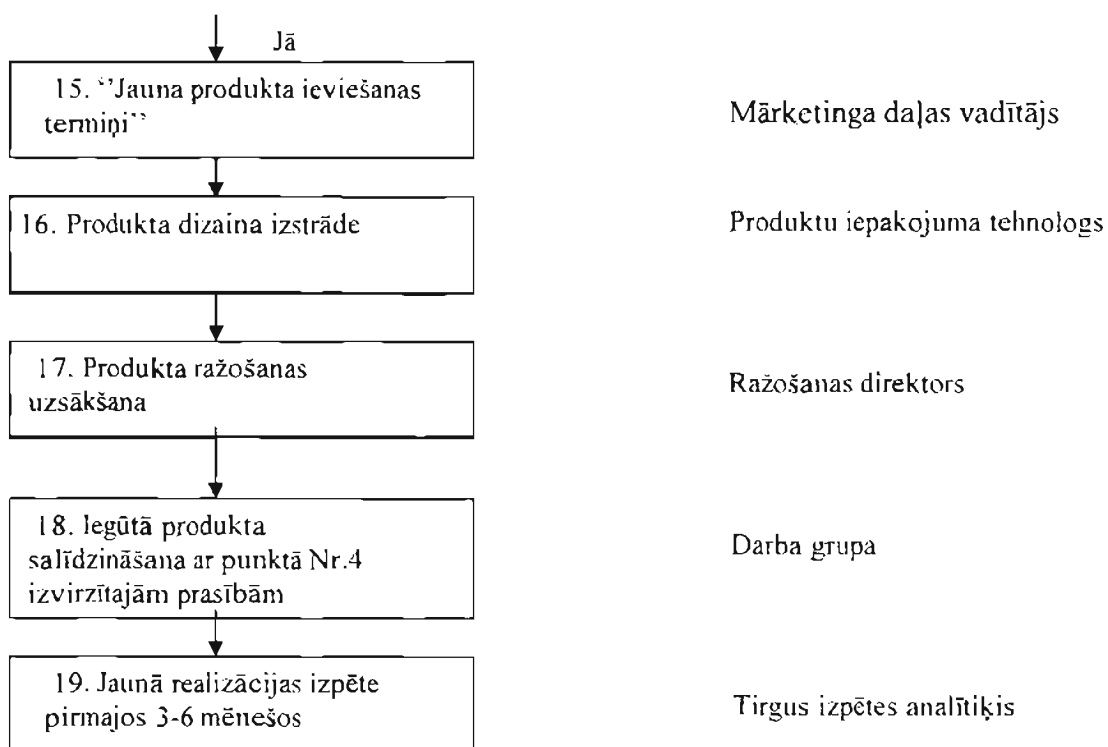 Jā
15. “Jauna produkta ieviešanas
termiņi”
Mārketinga daļas vadītājs
16. Produkta dizaina izstrāde
Produktu iepakojuma tehnologs
17. Produkta ražošanas
uzsākšana
Ražošanas direktors
18. Iegūtā produkta
salīdzināšana ar punktā Nr.4
izvirzītajām prasībām
Darba grupa
19. Jaunā realizācijas izpēte
pirmajos 3-6 mēnešos
Tirgus izpētes analītiķis